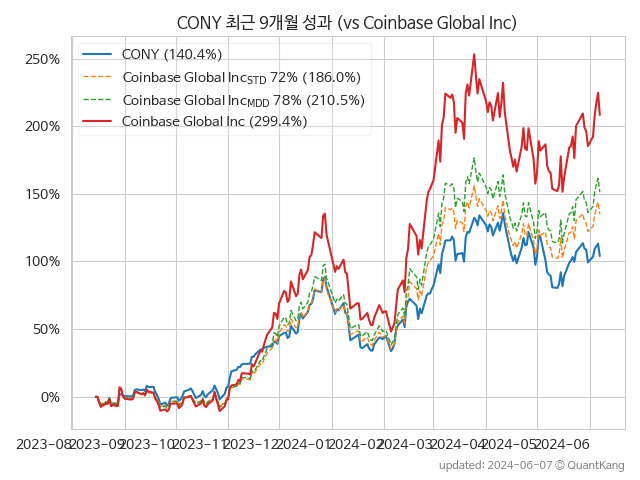 CONY 최근 9개월 성과 (vs Coinbase Global Inc)
CONY (140.4%)
Coinbase Global IncSTD 72% (186.0%)
Coinbase Global IncMDD 78% (210.5%)
Coinbase Global Inc (299.4%)
250%
200%
150%
100%
50%
0%
2023-08 2023-09 2023-10 2023-11 2023-12 2024-01 2024-02 2024-03 2024-04 2024-05 2024-06
updated: 2024-06-07 © QuantKang